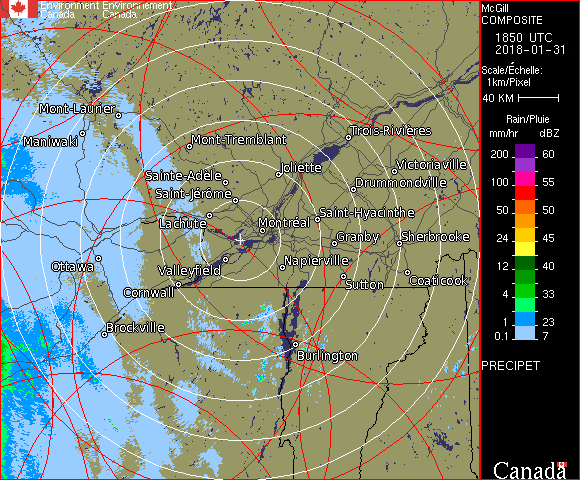 Environment Environnement
Canada Canada
McGill
COMPOSITE
1850 UTC
2018-01-31
Scale/Échelle:
1km/Pixel
40 KM
Rain/Pluie
mm/hr dBZ
200 60
100 55
50 50
24 45
12 40
4 33
1 23
0.1 7
PRECIPET
Canada
Mont-Laurier
Maniwaki
Mont-Tremblant
Trois-Rivières
Joliette
Victoriaville
Sainte-Adèle
Drummondville
Saint-Jérôme
Saint-Hyacinthe
Lachute
Montréal
Granby
Sherbrooke
Ottawa
Valleyfield
Napierville
Cornwall
Sutton
Coaticook
Brockville
Burlington